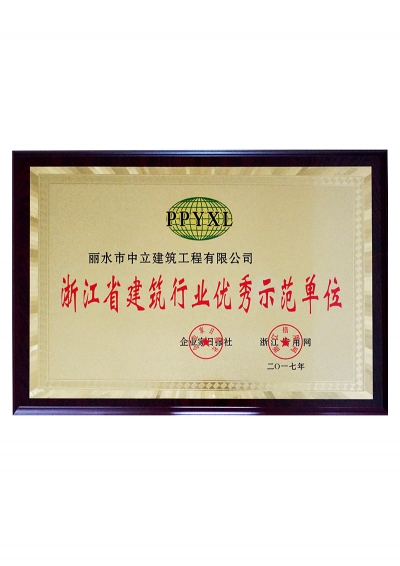 PPYXL
丽水市中立建筑工程有限公司
浙江省建筑行业优秀示范单位
企业家日报社 浙江信用网
二〇一七年